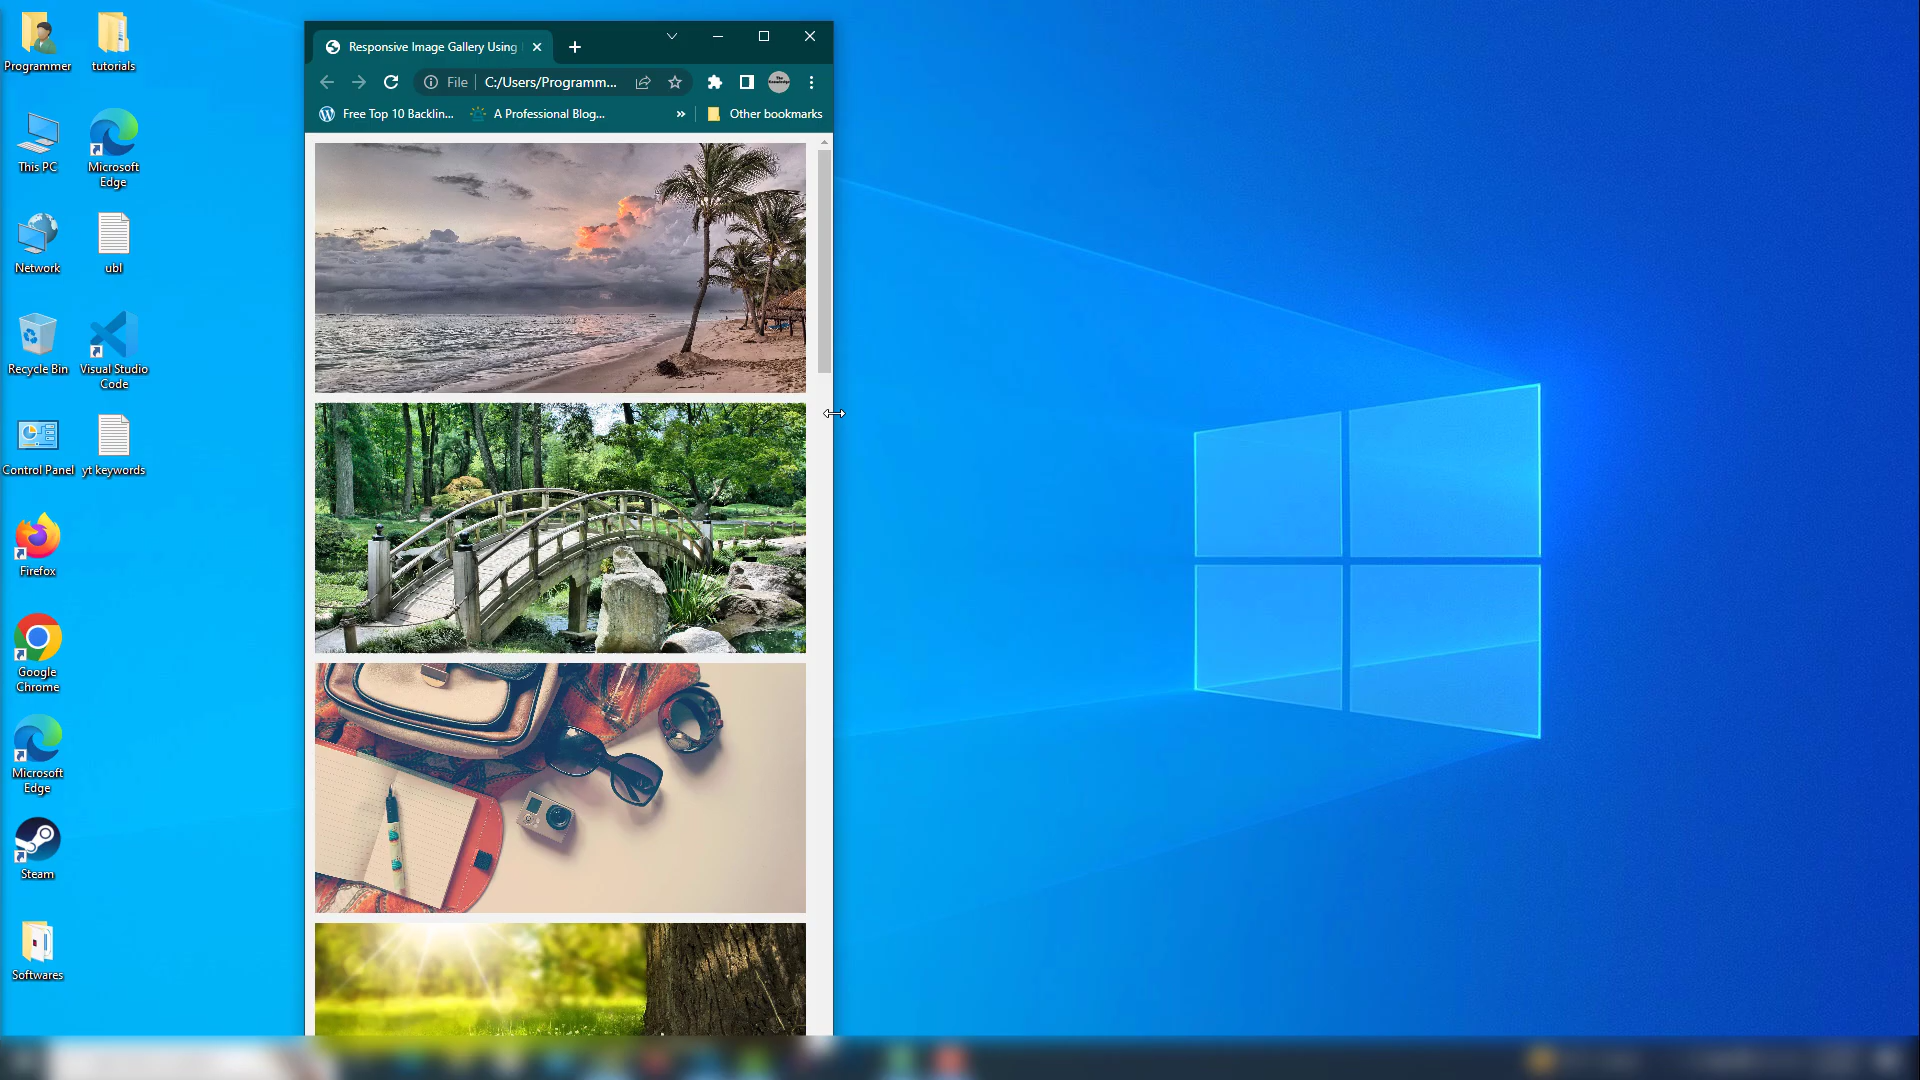 Programmer
tutorials
This PC
Microsoft
Edge
Network
ubl
Recycle Bin
Visual Studio
Code
Control Panel
yt keywords
Firefox
Google
Chrome
Microsoft
Edge
Steam
Softwares
Responsive Image Gallery Using
File
C:/Users/Programm...
Free Top 10 Backlin...
A Professional Blog...
»
Other bookmarks